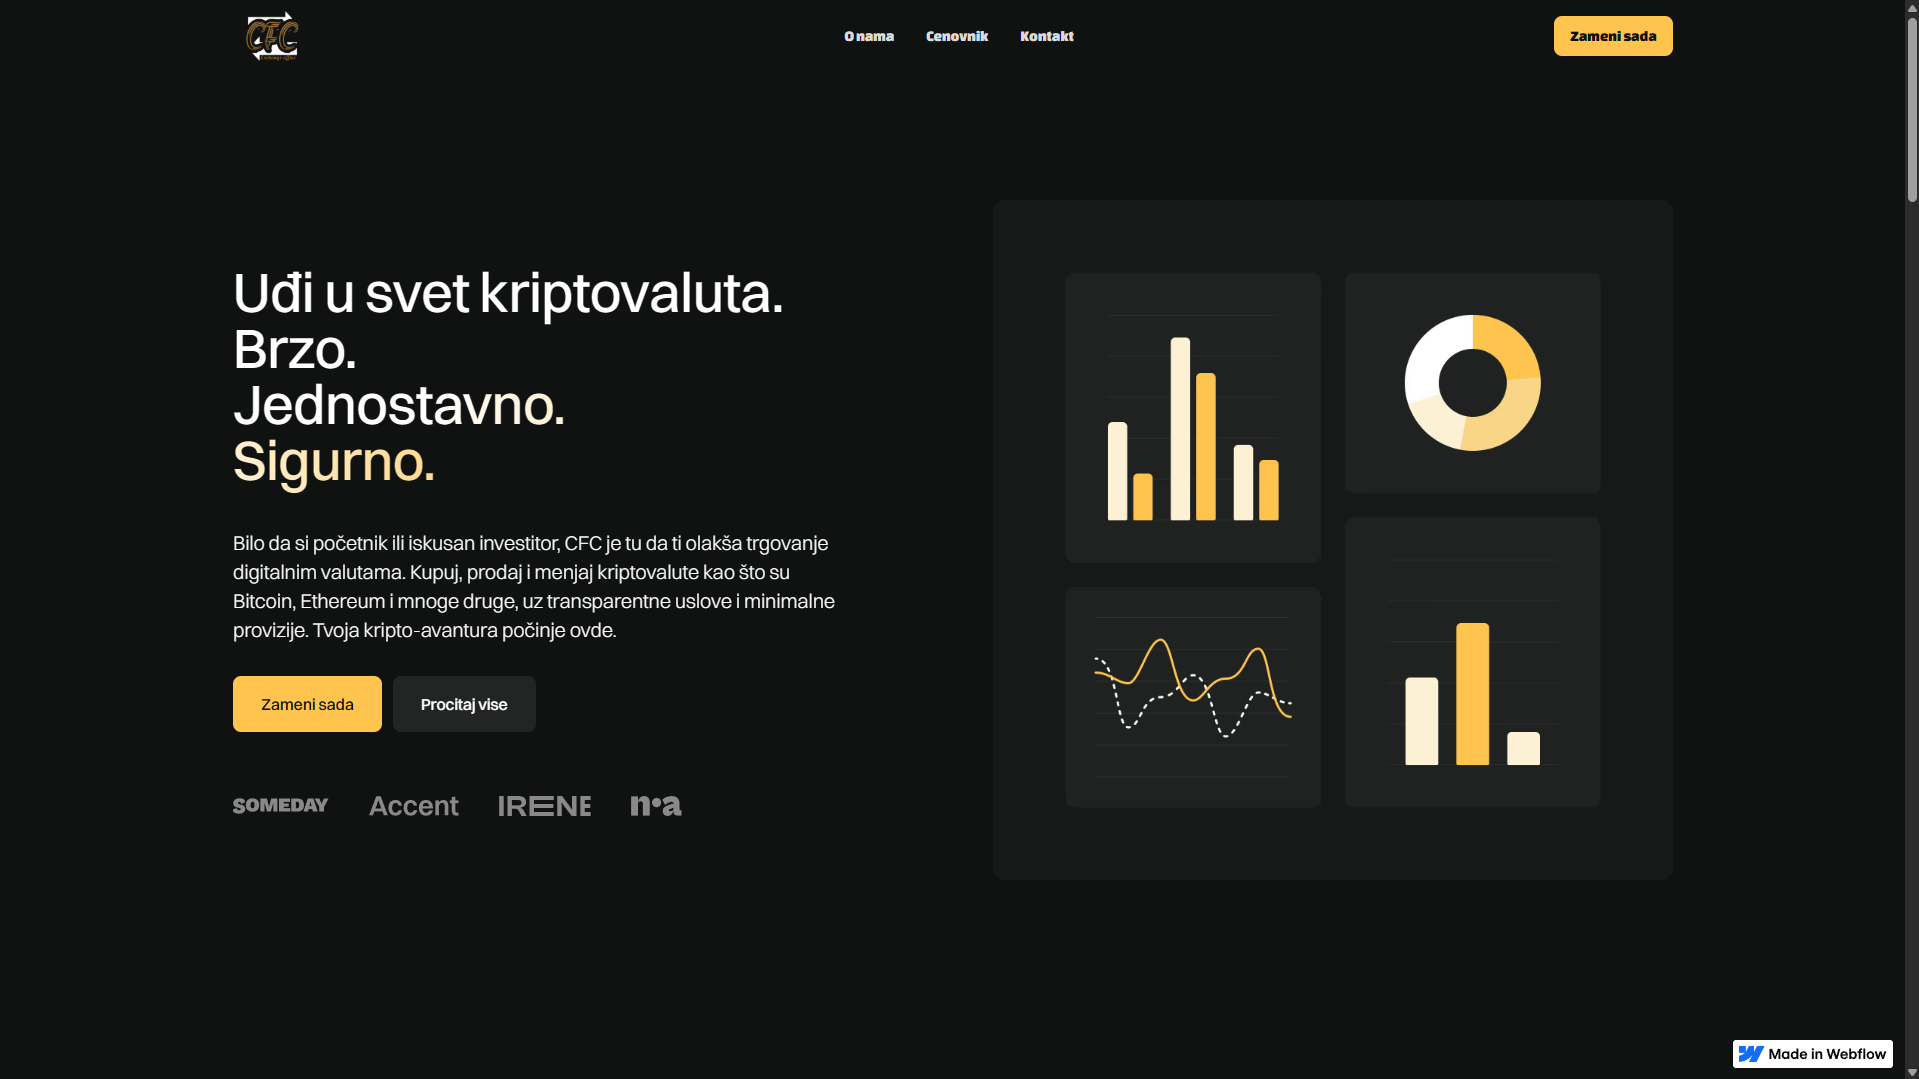 CFC
Exchange office
O nama
Cenovnik
Kontakt
Zameni sada
Uđi u svet kriptovaluta.
Brzo.
Jednostavno.
Sigurno.
Bilo da si početnik ili iskusan investitor, CFC je tu da ti olakša trgovanje
digitalnim valutama. Kupuj, prodaj i menjaj kriptovalute kao što su
Bitcoin, Ethereum i mnoge druge, uz transparentne uslove i minimalne
provizije. Tvoja kripto-avantura počinje ovde.
Zameni sada
Procitaj vise
SOMEDAY
Accent
IRENE
n•a
Made in Webflow